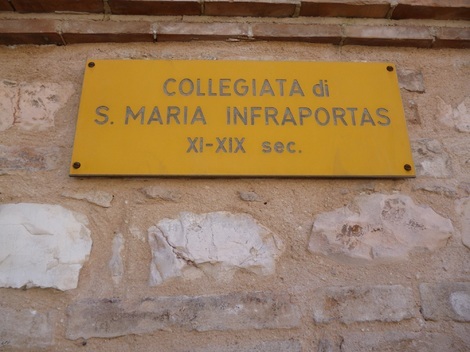 COLLEGIATA di
S. MARIA INFRAPORTAS
XI-XIX sec.